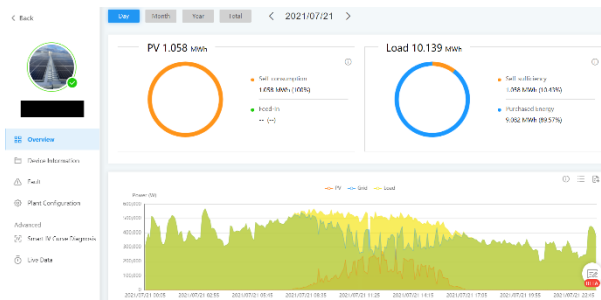 Back
Day Month Year Total 2021/07/21
PV 1.058 MWh
Self consumption
1.058 MWh (100%)
Feed-in
-- (--)
Load 10.139 MWh
Self sufficiency
1.058 MWh (10.43%)
Purchased Energy
9.082 MWh (89.57%)
Overview
Device Information
Fault
Plant Configuration
Advanced
Smart IV Curve Diagnosis
Live Data
PV Grid Load
Power (W)
600,000
500,000
400,000
300,000
200,000
100,000
0
2021/07/21 00:05 2021/07/21 02:55 2021/07/21 05:45 2021/07/21 08:35 2021/07/21 11:25 2021/07/21 14:15 2021/07/21 17:05 2021/07/21 19:55 2021/07/21 22:45